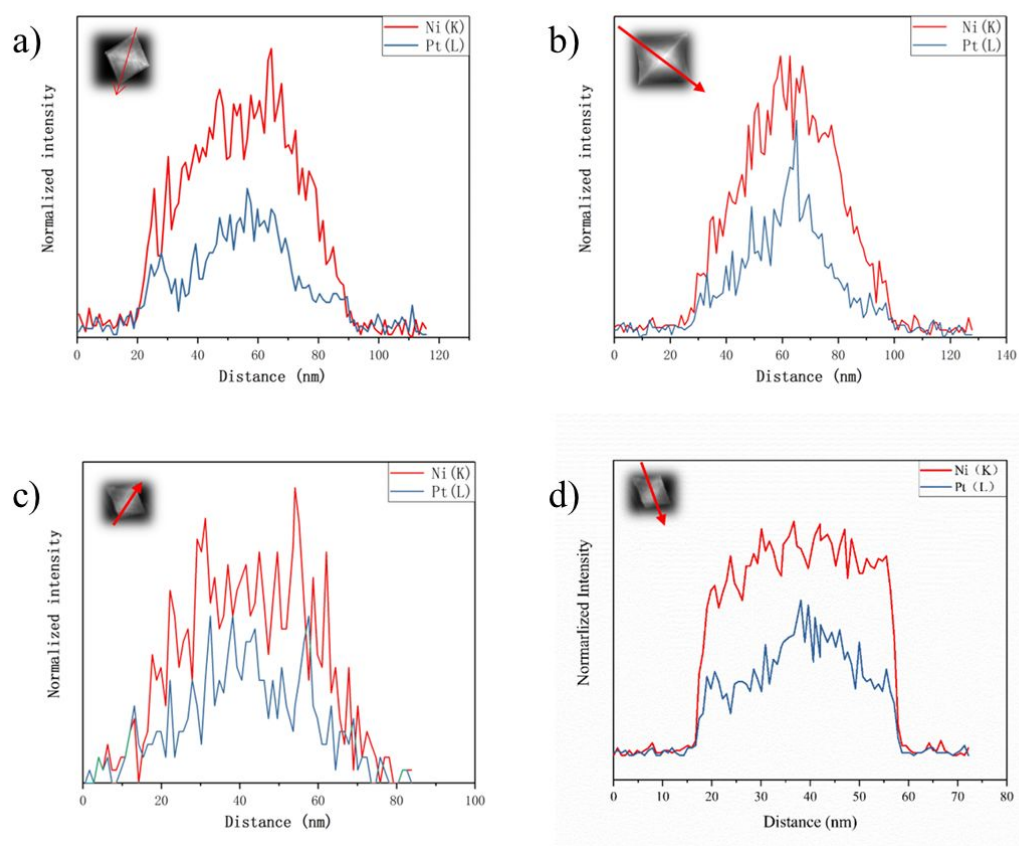 a)
Ni(K)
Pt(L)
Normalized intensity
0 20 40 60 80 100 120
Distance (nm)
b)
Ni(K)
Pt(L)
Normalized intensity
0 20 40 60 80 100 120 140
Distance (nm)
c)
Ni(K)
Pt(L)
Normalized intensity
0 20 40 60 80 100
Distance (nm)
d)
Ni (K)
Pt (L)
Normarlized Intensity
0 10 20 30 40 50 60 70 80
Distance (nm)